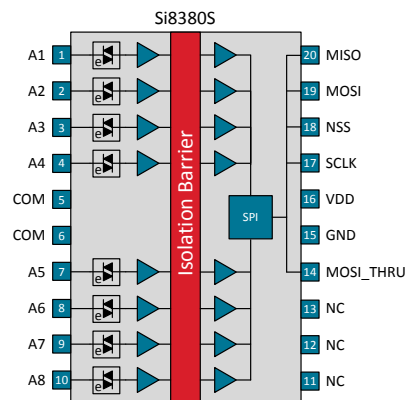 Si8380S
A1 1 e 20 MISO
A2 2 e 19 MOSI
A3 3 e 18 NSS
A4 4 e 17 SCLK
COM 5 16 VDD
SPI
COM 6 15 GND
A5 7 e 14 MOSI_THRU
A6 8 e 13 NC
A7 9 e 12 NC
A8 10 e 11 NC
Isolation Barrier